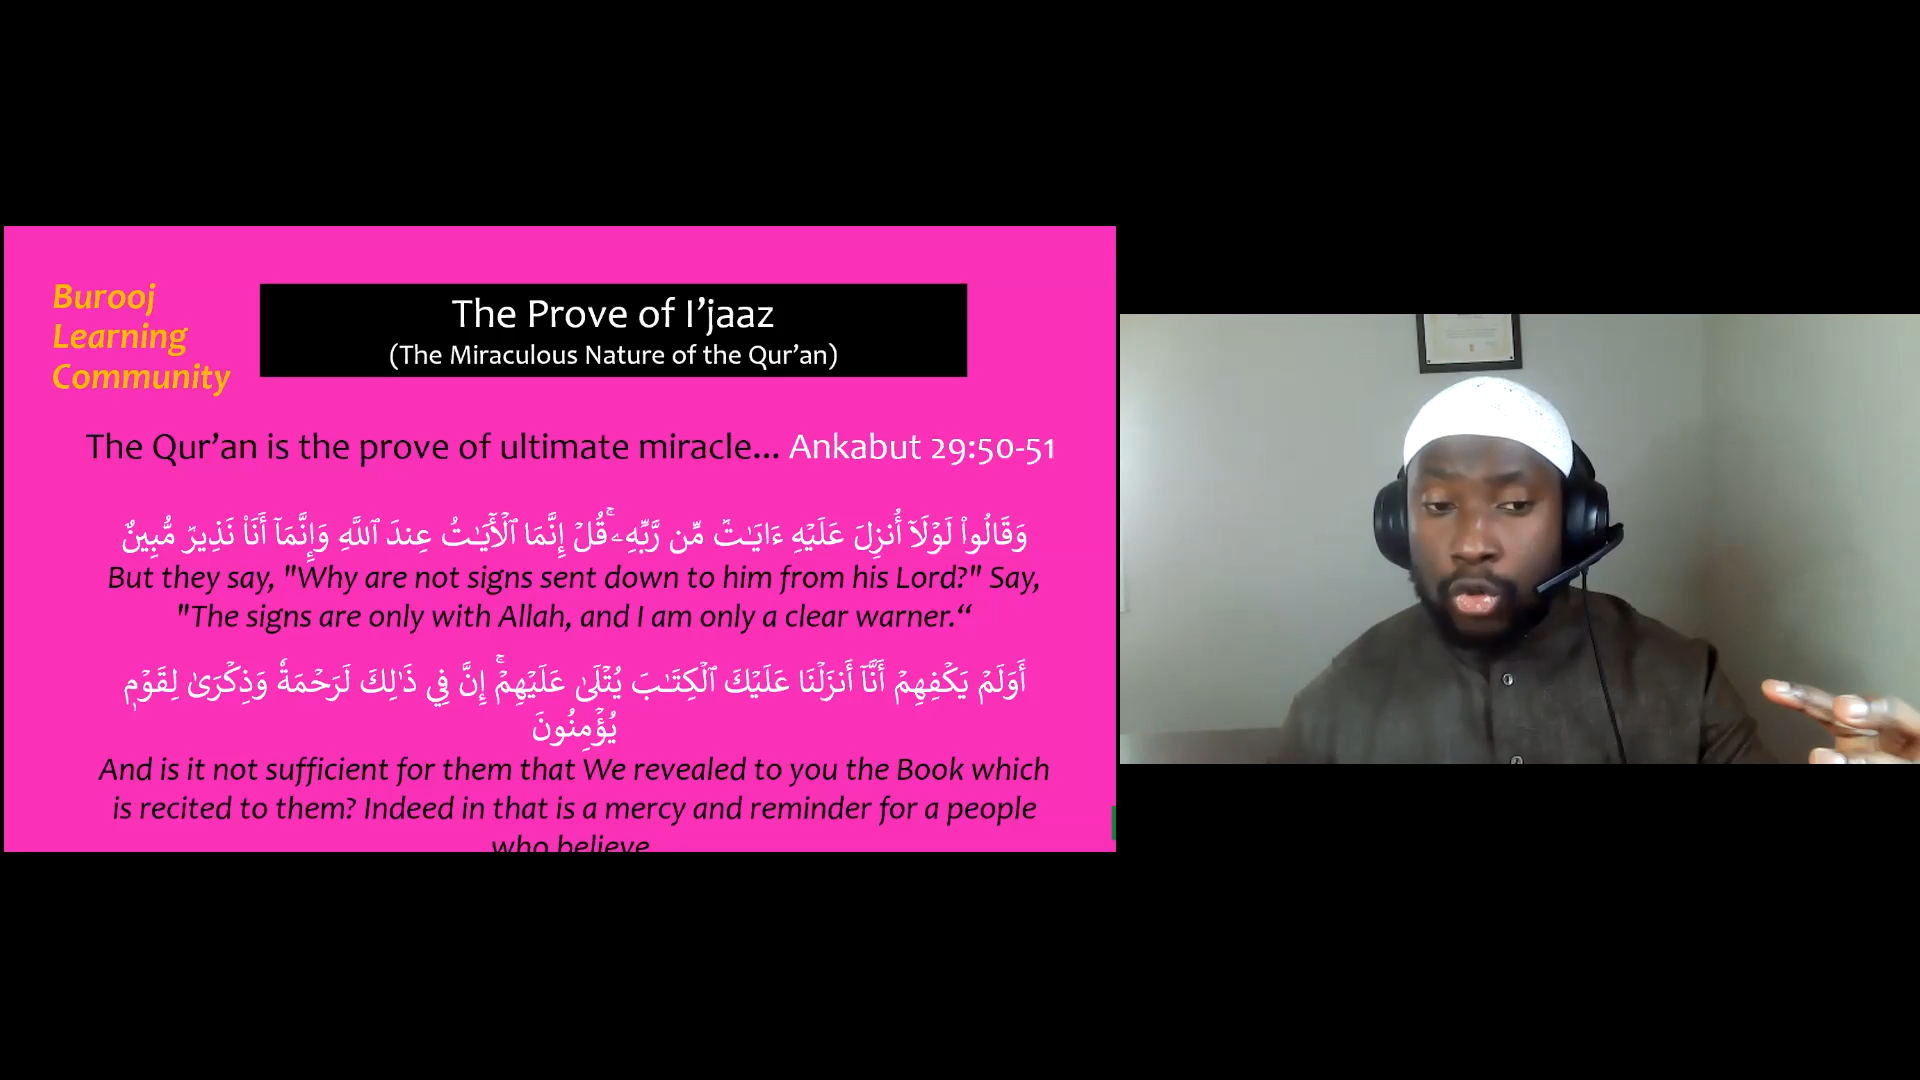 Burooj
Learning
Community
The Prove of I’jaaz
(The Miraculous Nature of the Qur’an)
The Qur’an is the prove of ultimate miracle... Ankabut 29:50-51
وَقَالُوا۟ لَوْلَآ أُنزِلَ عَلَيْهِ ءَايَـٰتٌۭ مِّن رَّبِّهِۦ ۖ قُلْ إِنَّمَا ٱلْـَٔايَـٰتُ عِندَ ٱللَّهِ وَإِنَّمَآ أَنَا۠ نَذِيرٌۭ مُّبِينٌ
But they say, "Why are not signs sent down to him from his Lord?" Say,
"The signs are only with Allah, and I am only a clear warner.“
أَوَلَمْ يَكْفِهِمْ أَنَّآ أَنزَلْنَا عَلَيْكَ ٱلْكِتَـٰبَ يُتْلَىٰ عَلَيْهِمْ ۚ إِنَّ فِي ذَٰلِكَ لَرَحْمَةً وَذِكْرَىٰ لِقَوْمٍ
يُؤْمِنُونَ
And is it not sufficient for them that We revealed to you the Book which
is recited to them? Indeed in that is a mercy and reminder for a people
who believe